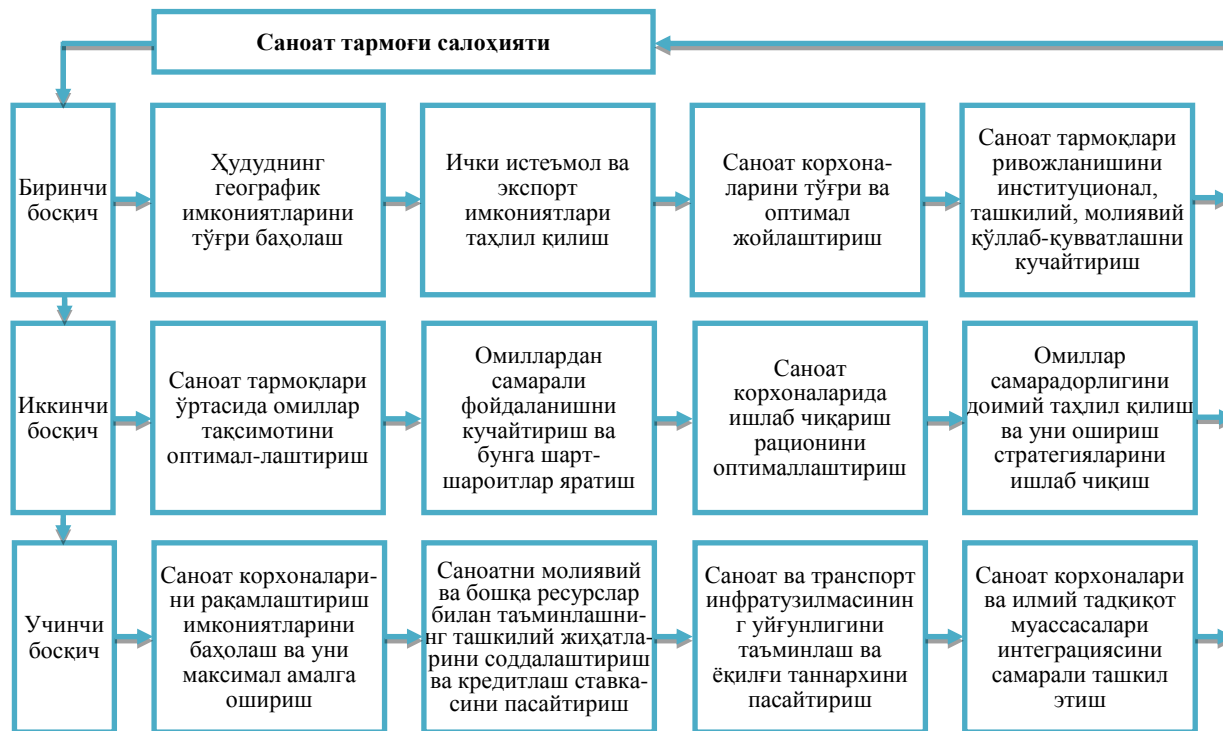 Саноат тармоғи салоҳияти
Биринчи
босқич
Ҳудуднинг
географик
имкониятларини
тўғри баҳолаш
Ички истеъмол ва
экспорт
имкониятлари
таҳлил қилиш
Саноат корхона-
ларини тўғри ва
оптимал
жойлаштириш
Саноат тармоқлари
ривожланишини
институционал,
ташкилий, молиявий
қўллаб-қувватлашни
кучайтириш
Иккинчи
босқич
Саноат тармоқлари
ўртасида омиллар
тақсимотини
оптимал-лаштириш
Омиллардан
самарали
фойдаланишни
кучайтириш ва
бунга шарт-
шароитлар яратиш
Саноат
корхоналарида
ишлаб чиқариш
рационини
оптималлаштириш
Омиллар
самарадорлигини
доимий таҳлил қилиш
ва уни ошириш
стратегияларини
ишлаб чиқиш
Учинчи
босқич
Саноат корхоналари-
ни рақамлаштириш
имкониятларини
баҳолаш ва уни
максимал амалга
ошириш
Саноатни молиявий
ва бошқа ресурслар
билан таъминлашни-
нг ташкилий жиҳатла-
рини соддалаштириш
ва кредитлаш ставка-
сини пасайтириш
Саноат ва транспорт
инфратузилмасинин
г уйғунлигини
таъминлаш ва
ёқилғи таннархини
пасайтириш
Саноат корхоналари
ва илмий тадқиқот
муассасалари
интеграциясини
самарали ташкил
этиш